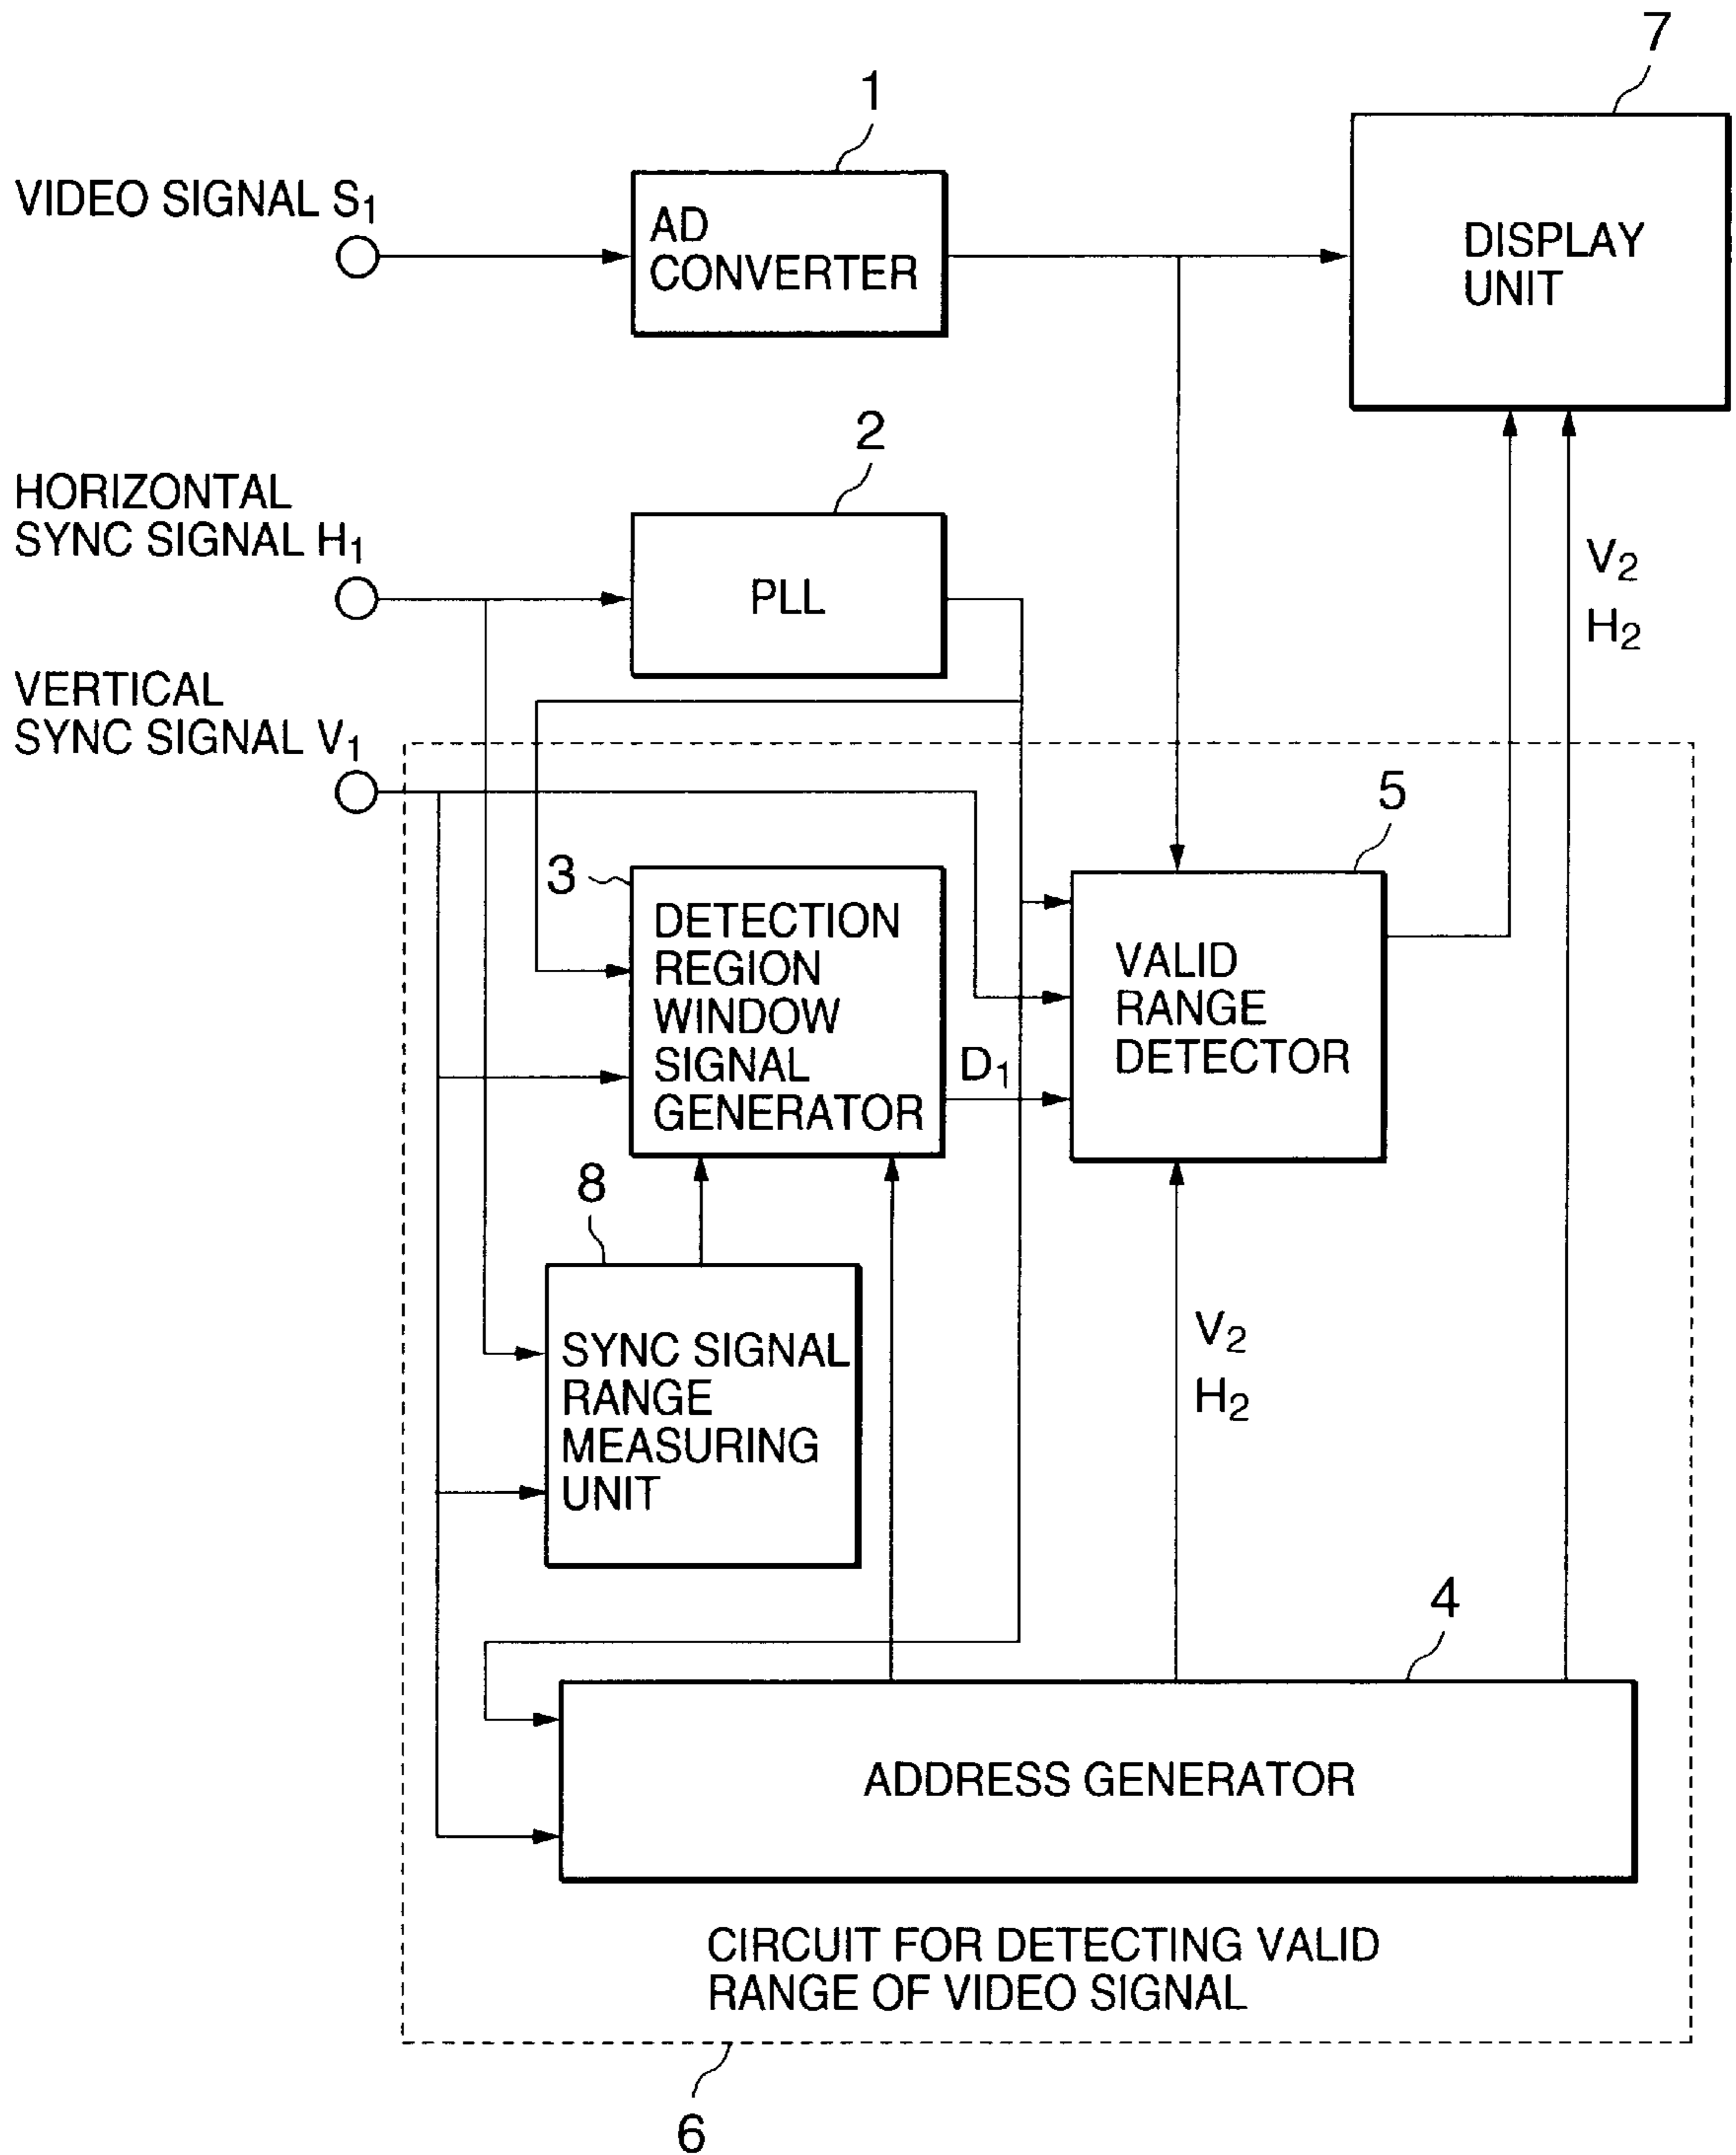 7
1
VIDEO SIGNAL S1
AD
CONVERTER
DISPLAY
UNIT
2
HORIZONTAL
SYNC SIGNAL H1
PLL
V2
H2
VERTICAL
SYNC SIGNAL V1
5
3
DETECTION
REGION
WINDOW
SIGNAL
GENERATOR
D1
VALID
RANGE
DETECTOR
8
SYNC SIGNAL
RANGE
MEASURING
UNIT
V2
H2
4
ADDRESS GENERATOR
CIRCUIT FOR DETECTING VALID
RANGE OF VIDEO SIGNAL
6